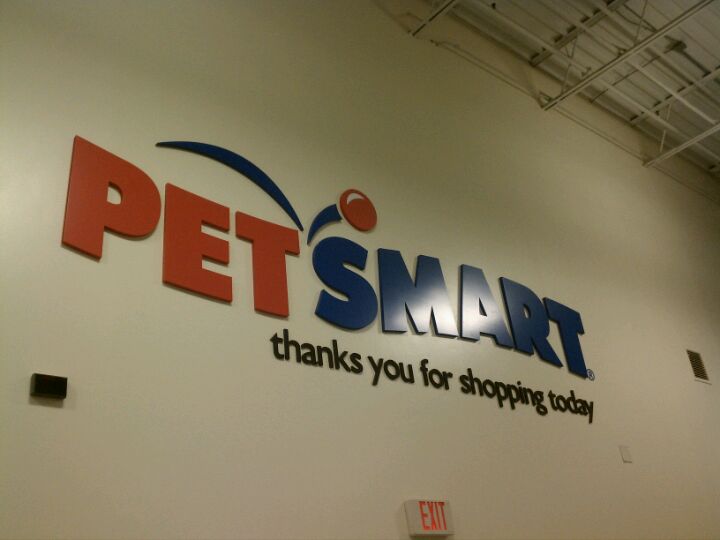 PETSMART®
thanks you for shopping today
EXIT